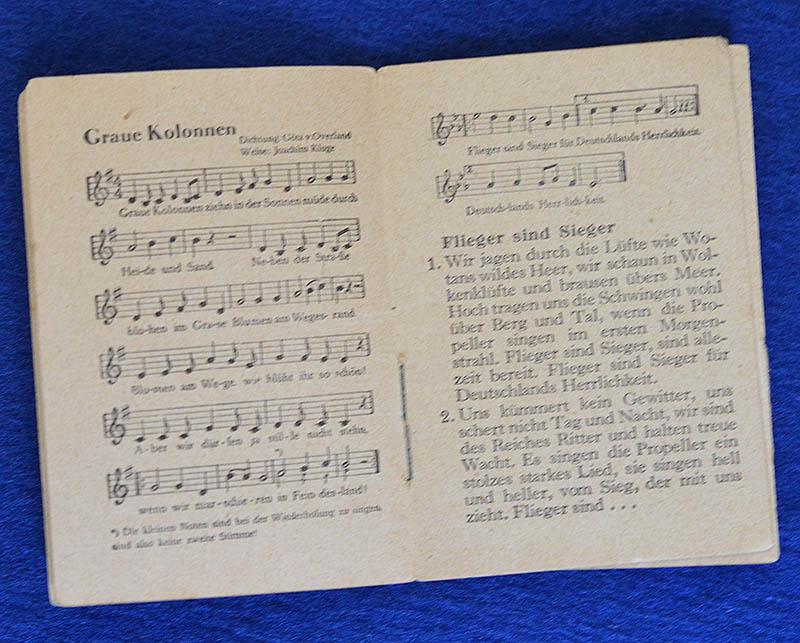 Graue Kolonnen
Dichtung: Götz v. Overland
Weise: Joachim Kluge
4
4
Graue Kolonnen ziehn in der Sonnen müde durch
Hei-de und Sand. Ne-ben der Stra-ße
blü-hen im Gra-se Blumen am Weges-rand.
Blu-men am We-ge, wie blüht ihr so schön!
A-ber wir dür-fen ja stil-le nicht stehn,
wenn wir mar-schie-ren in Fein-des-land!
*)
*) Die kleinen Noten sind bei der Wiederholung zu singen,
sind also keine zweite Stimme!
Flieger sind Sieger für Deutschlands Herrlichkeit.
Deutsch-lands Herr-lich-keit.
Flieger sind Sieger
1. Wir jagen durch die Lüfte wie Wo-
tans wildes Heer, wir schaun in Wol-
kenklüfte und brausen übers Meer.
Hoch tragen uns die Schwingen wohl
über Berg und Tal, wenn die Pro-
peller singen im ersten Morgen-
strahl. Flieger sind Sieger, sind alle-
zeit bereit. Flieger sind Sieger für
Deutschlands Herrlichkeit.
2. Uns kümmert kein Gewitter, uns
schert nicht Tag und Nacht, wir sind
des Reiches Ritter und halten treue
Wacht. Es singen die Propeller ein
stolzes starkes Lied, sie singen hell
und heller, vom Sieg, der mit uns
zieht. Flieger sind . . .